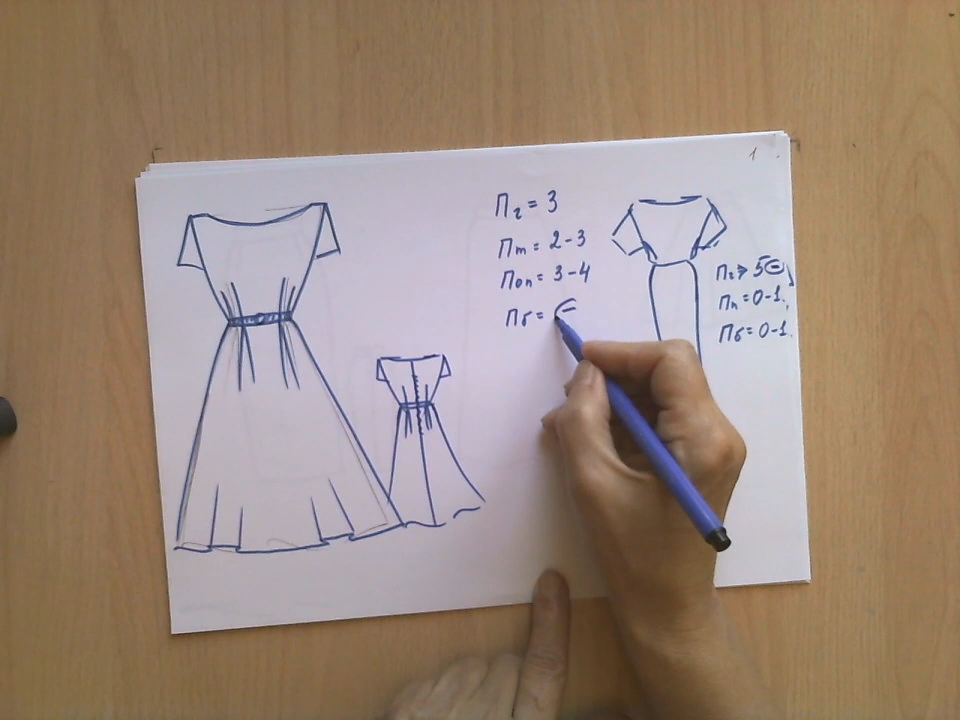 1
Пг = 3
Пт = 2-3
Поп = 3-4
Пб =
Пг ≥ 5
Пп = 0-1.
Пб = 0-1.